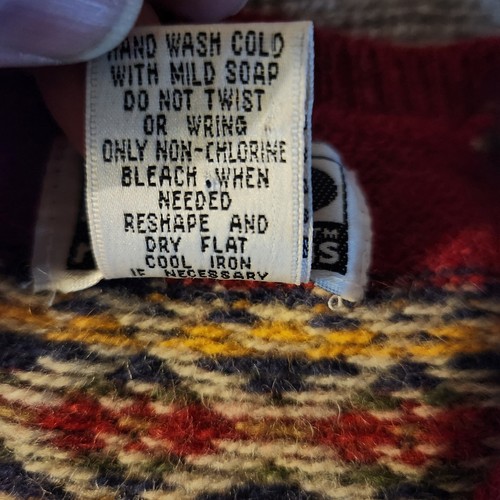 HAND WASH COLD
WITH MILD SOAP
DO NOT TWIST
OR WRING
ONLY NON-CHLORINE
BLEACH WHEN
NEEDED
RESHAPE AND
DRY FLAT
COOL IRON
IF NECESSARY
TM
S